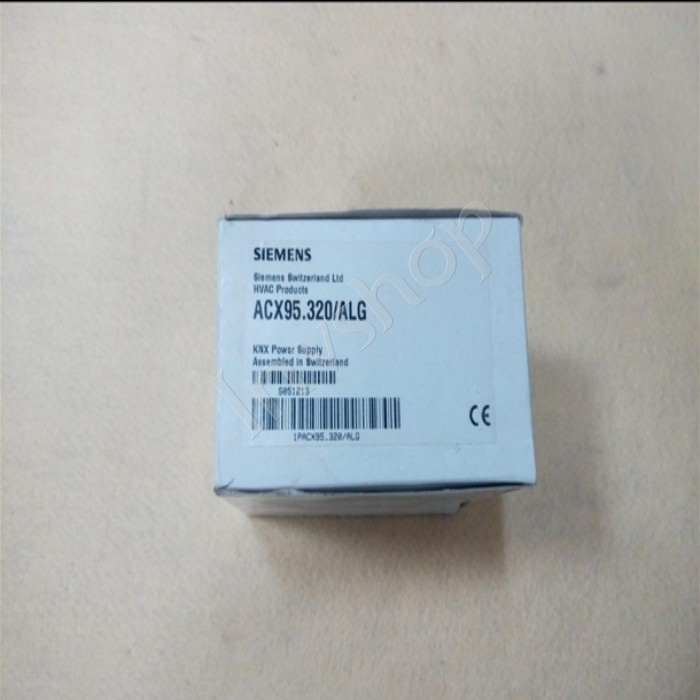 SIEMENS
Siemens Switzerland Ltd
HVAC Products
ACX95.320/ALG
KNX Power Supply
Assembled in Switzerland
S051213
1PACX95.320/ALG
CE